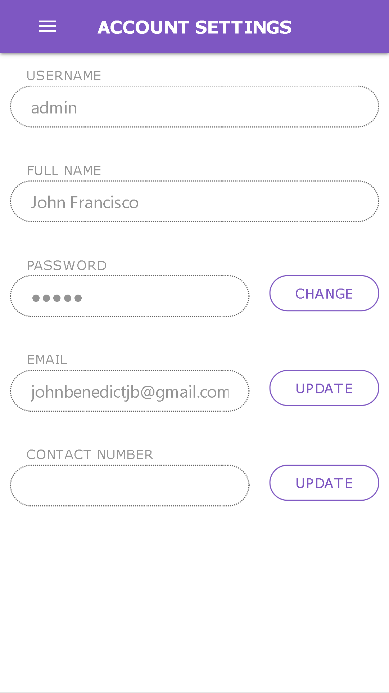 ACCOUNT SETTINGS
USERNAME
admin
FULL NAME
John Francisco
PASSWORD
●●●●●
CHANGE
EMAIL
johnbenedictjb@gmail.com
UPDATE
CONTACT NUMBER
UPDATE